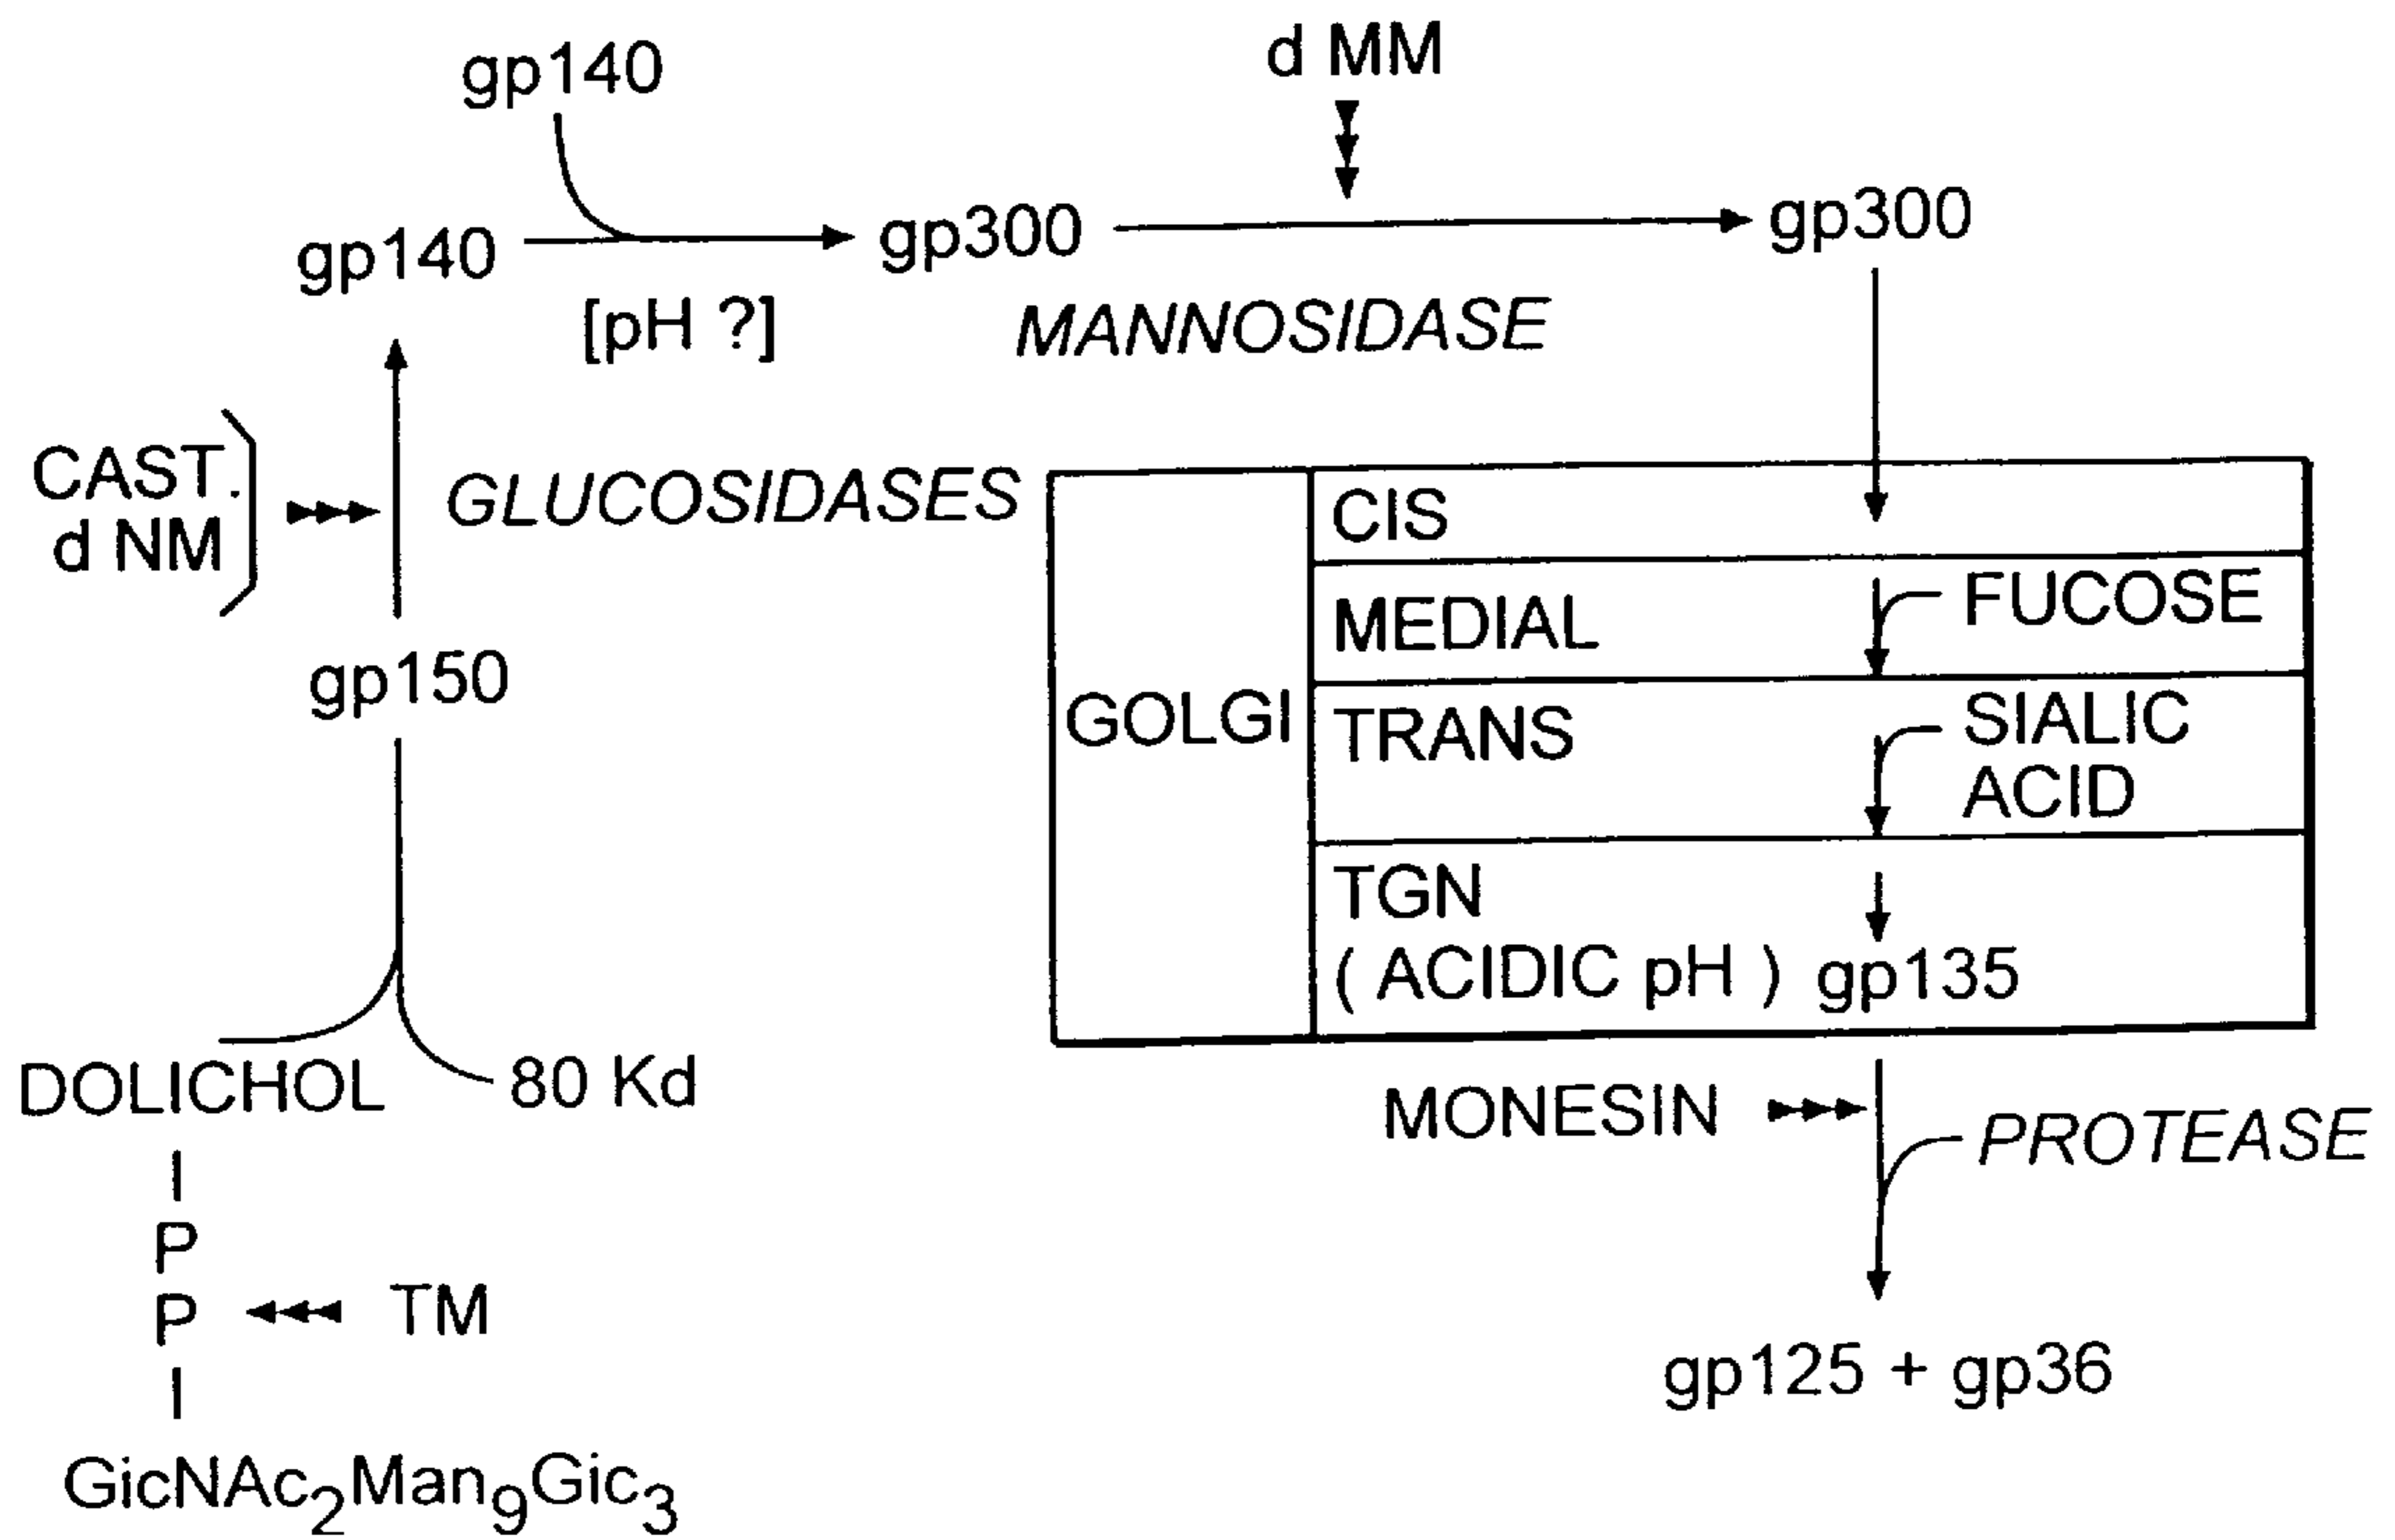 gp140
d MM
gp140
gp300
gp300
[pH ?]
MANNOSIDASE
CAST.
d NM
GLUCOSIDASES
gp150
GOLGI
CIS
MEDIAL
FUCOSE
TRANS
SIALIC
ACID
TGN
( ACIDIC pH ) gp135
DOLICHOL
80 Kd
MONESIN
PROTEASE
P
P
TM
gp125 + gp36
GicNAc₂Man₉Gic₃